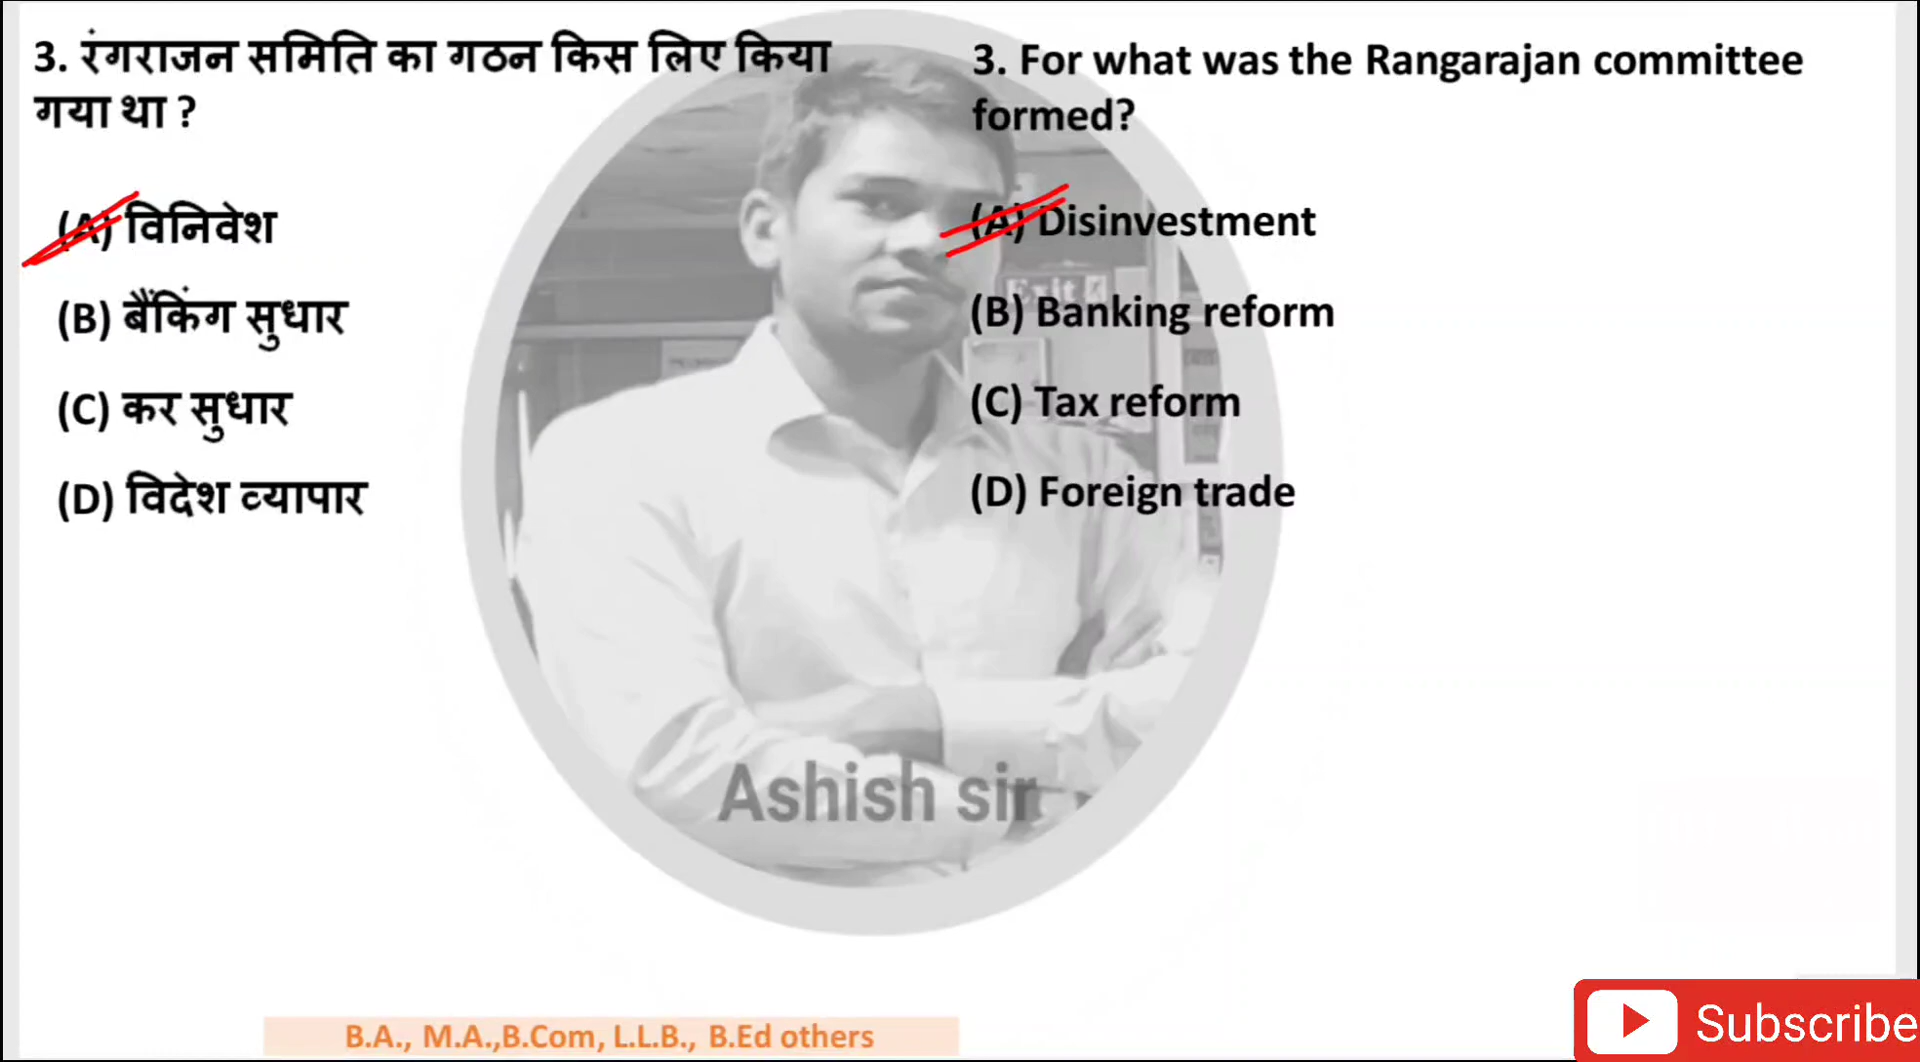 3. रंगराजन समिति का गठन किस लिए किया
गया था ?
(A) विनिवेश
(B) बैंकिंग सुधार
(C) कर सुधार
(D) विदेश व्यापार
3. For what was the Rangarajan committee
formed?
(A) Disinvestment
(B) Banking reform
(C) Tax reform
(D) Foreign trade
Exit
Ashish sir
B.A., M.A.,B.Com, L.L.B., B.Ed others
Subscribe